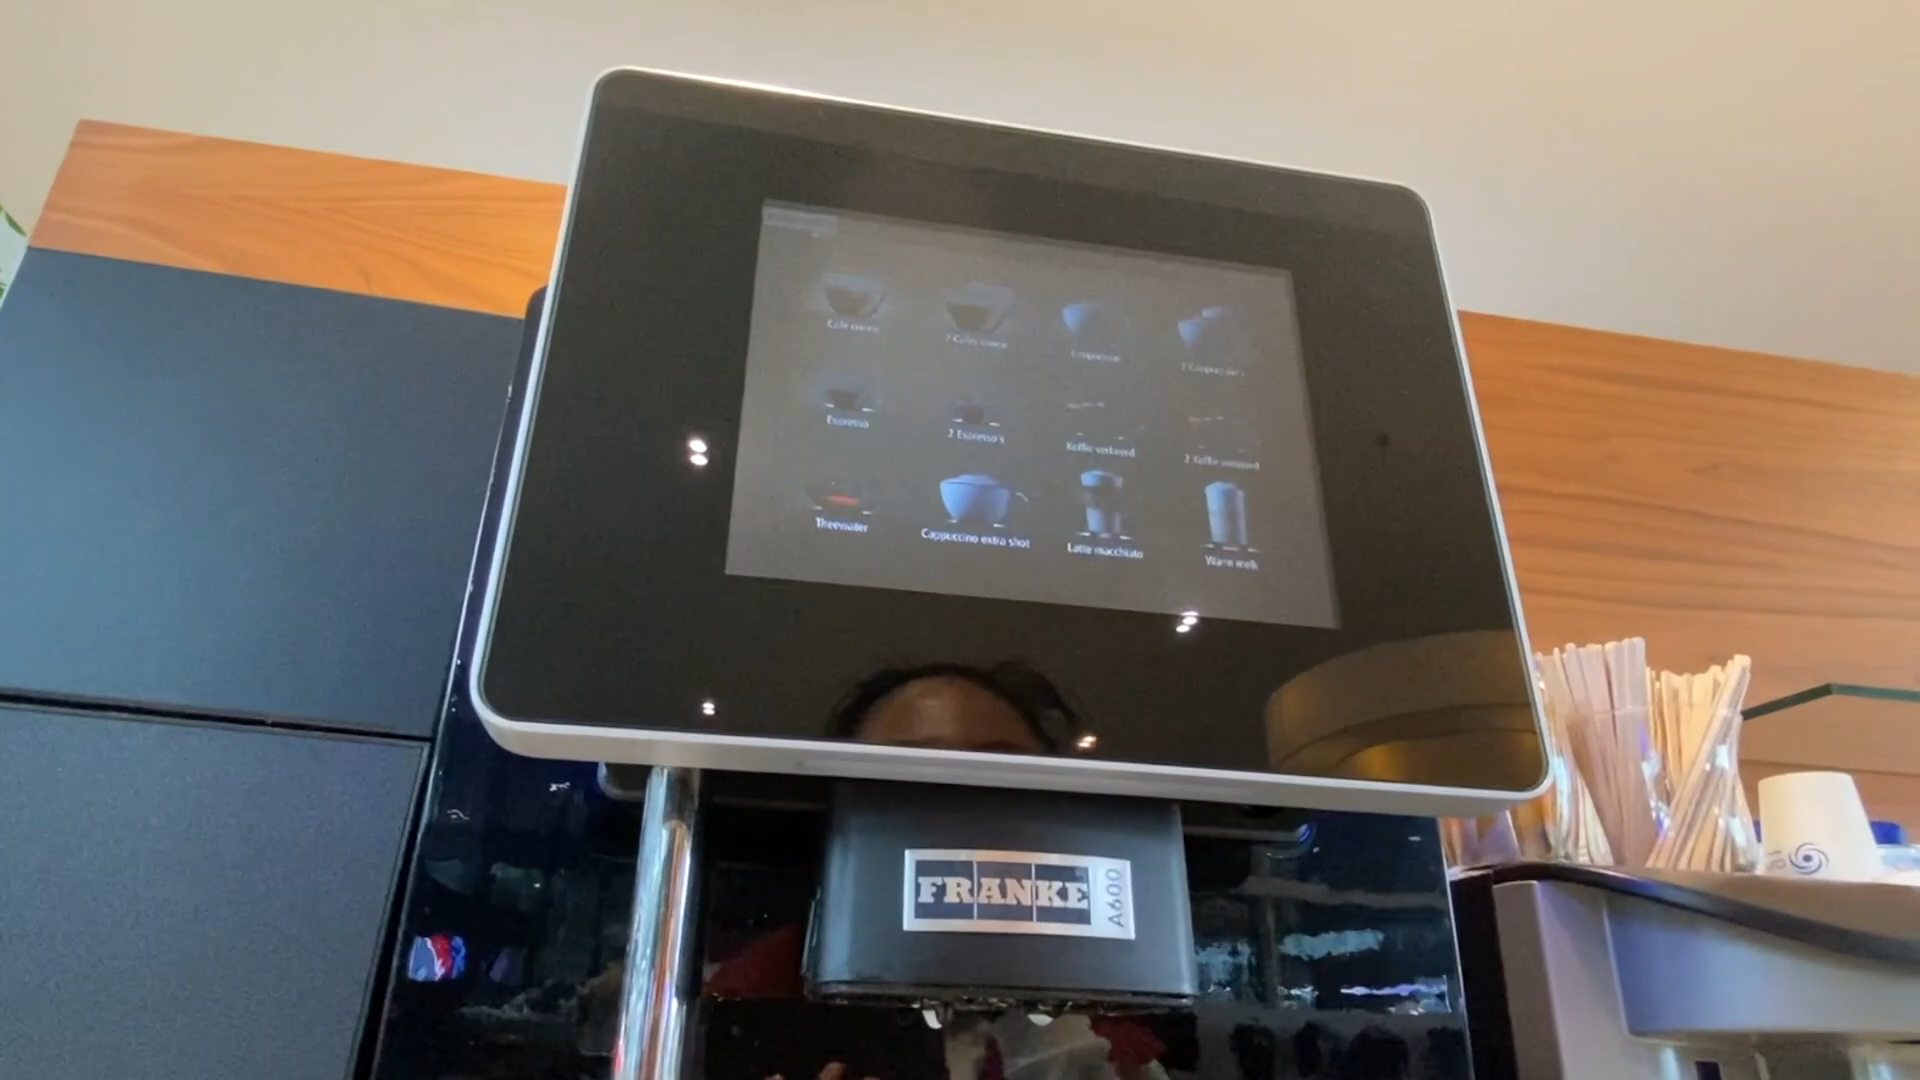 Espresso
2 Espresso's
Koffie verkeerd
2 Koffie verkeerd
Theewater
Cappuccino extra shot
Latte macchiato
Warm melk
FRANKE
A600